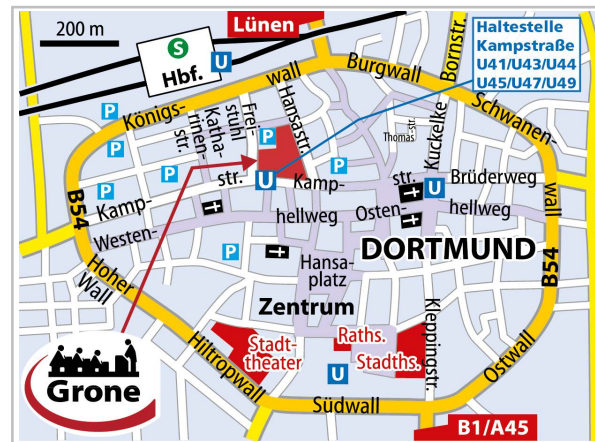 200 m
Lünen
S
Hbf.
U
Haltestelle
Kampstraße
U41/U43/U44
U45/U47/U49
Königs-
wall
Burgwall
Bornstr.
Schwanen-
wall
P
P
P
P
P
P
P
Katha-
rinen-
str.
Frei-
stuhl
Hansastr.
Thomas-
str.
Kuckelke
Kamp-
str.
U
Kamp-
str.
U
Brüderweg
B54
Westen-
hellweg
Osten-
hellweg
B54
P
DORTMUND
Hansa-
platz
Zentrum
Hoher
Wall
Hiltropwall
Stadt-
theater
Raths.
Stadths.
Kleppingstr.
Ostwall
U
Südwall
Grone
B1/A45